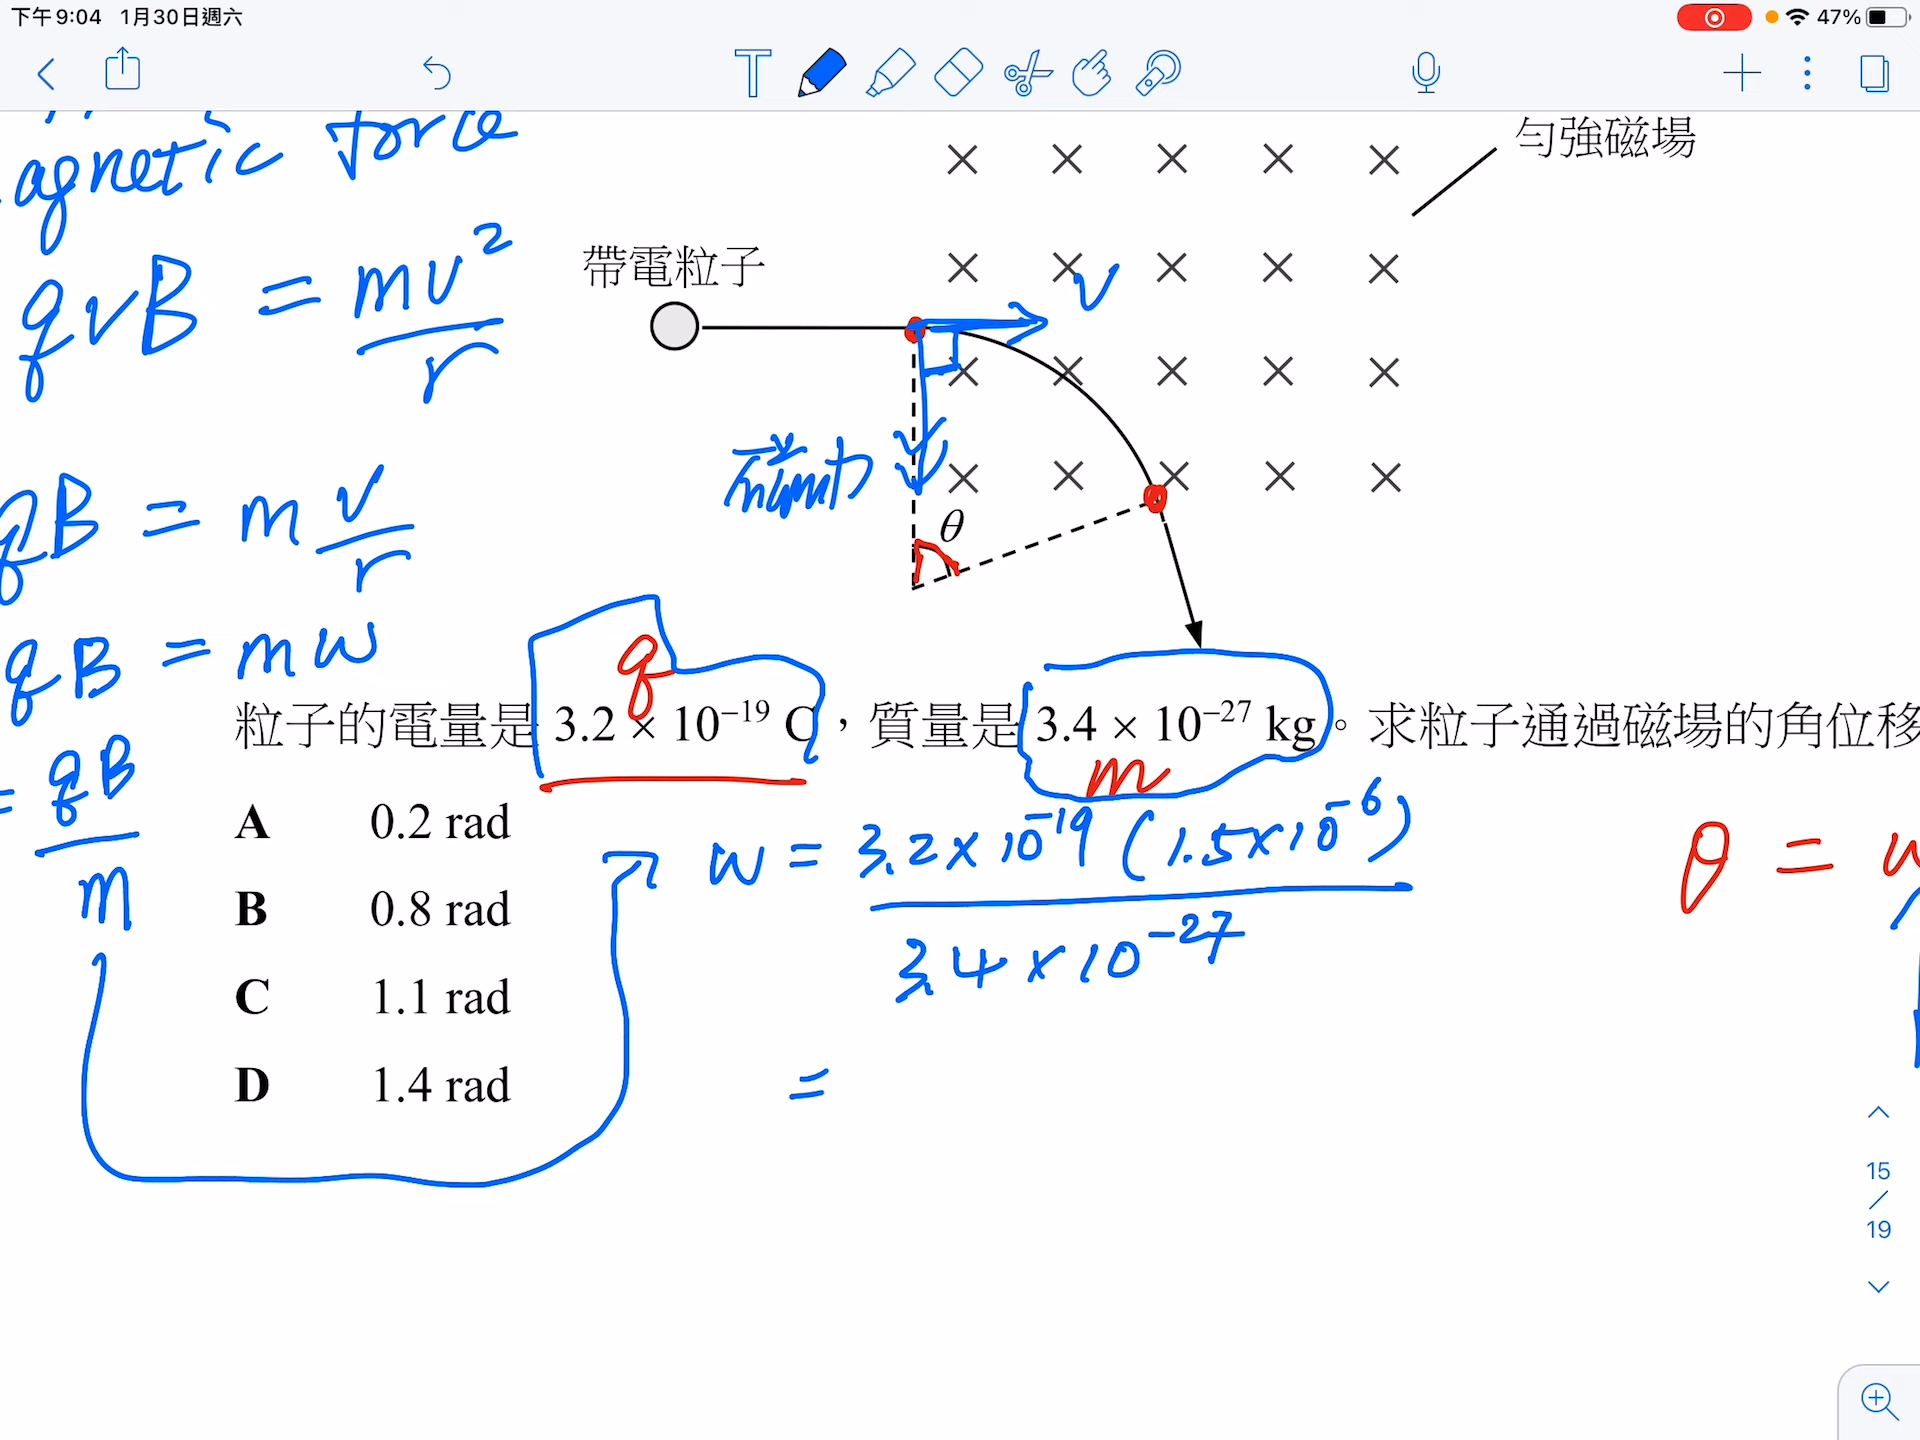 下午9:04 1月30日週六
47%
T
agnetic force
勻強磁場
帶電粒子
qvB = mv²/r
v
磁力
θ
qB = m v/r
qB = mw
q
粒子的電量是 3.2 × 10⁻¹⁹ C，質量是 3.4 × 10⁻²⁷ kg。求粒子通過磁場的角位移
m
= qB/m
A 0.2 rad
B 0.8 rad
C 1.1 rad
D 1.4 rad
w = 3.2×10⁻¹⁹ (1.5×10⁻⁶) / 3.4×10⁻²⁷
=
θ =
15
/
19